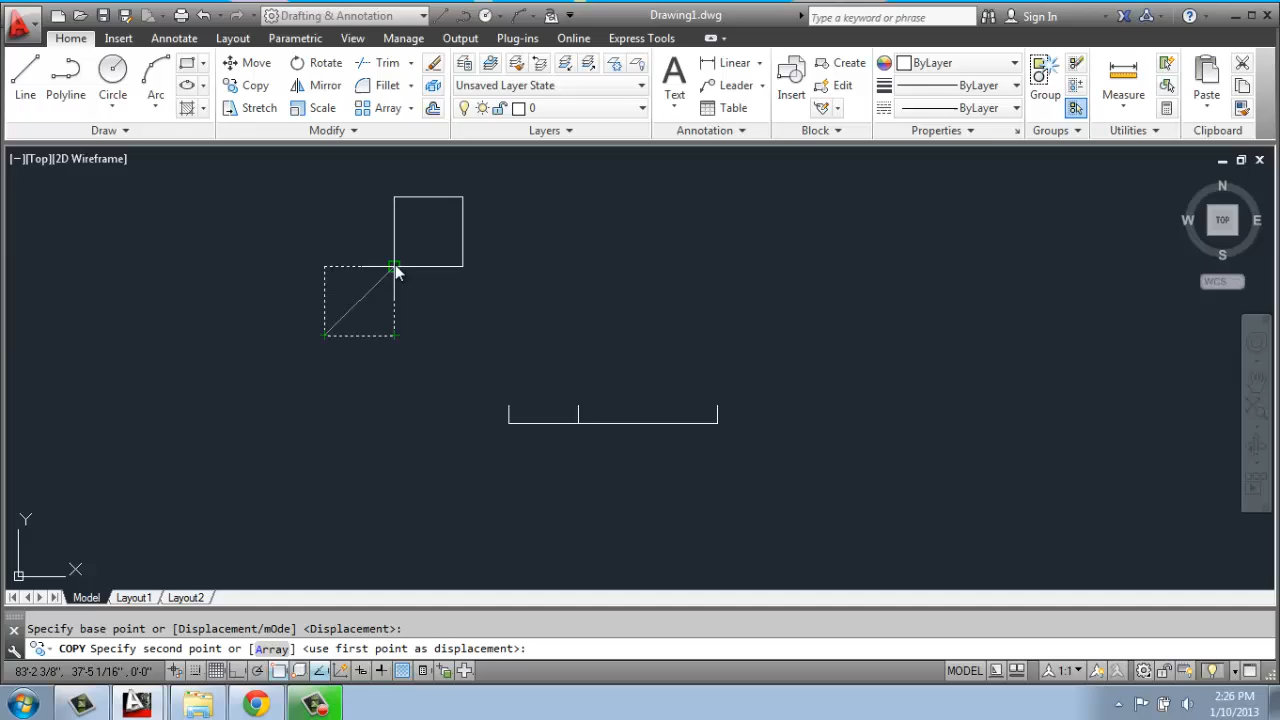 Drafting & Annotation
Drawing1.dwg
Type a keyword or phrase
Sign In
Home Insert Annotate Layout Parametric View Manage Output Plug-ins Online Express Tools
Line Polyline Circle Arc
Move Rotate Trim
Copy Mirror Fillet
Stretch Scale Array
Unsaved Layer State
0
Text
Linear
Leader
Table
Insert
Create
Edit
ByLayer
ByLayer
ByLayer
Group
Measure
Paste
Draw Modify Layers Annotation Block Properties Groups Utilities Clipboard
[−][Top][2D Wireframe]
N
W TOP E
S
WCS
Y
X
Model Layout1 Layout2
Specify base point or [Displacement/mOde] <Displacement>:
COPY Specify second point or [Array] <use first point as displacement>:
83'-2 3/8", 37'-5 1/16", 0'-0"
MODEL
1:1
2:26 PM
1/10/2013